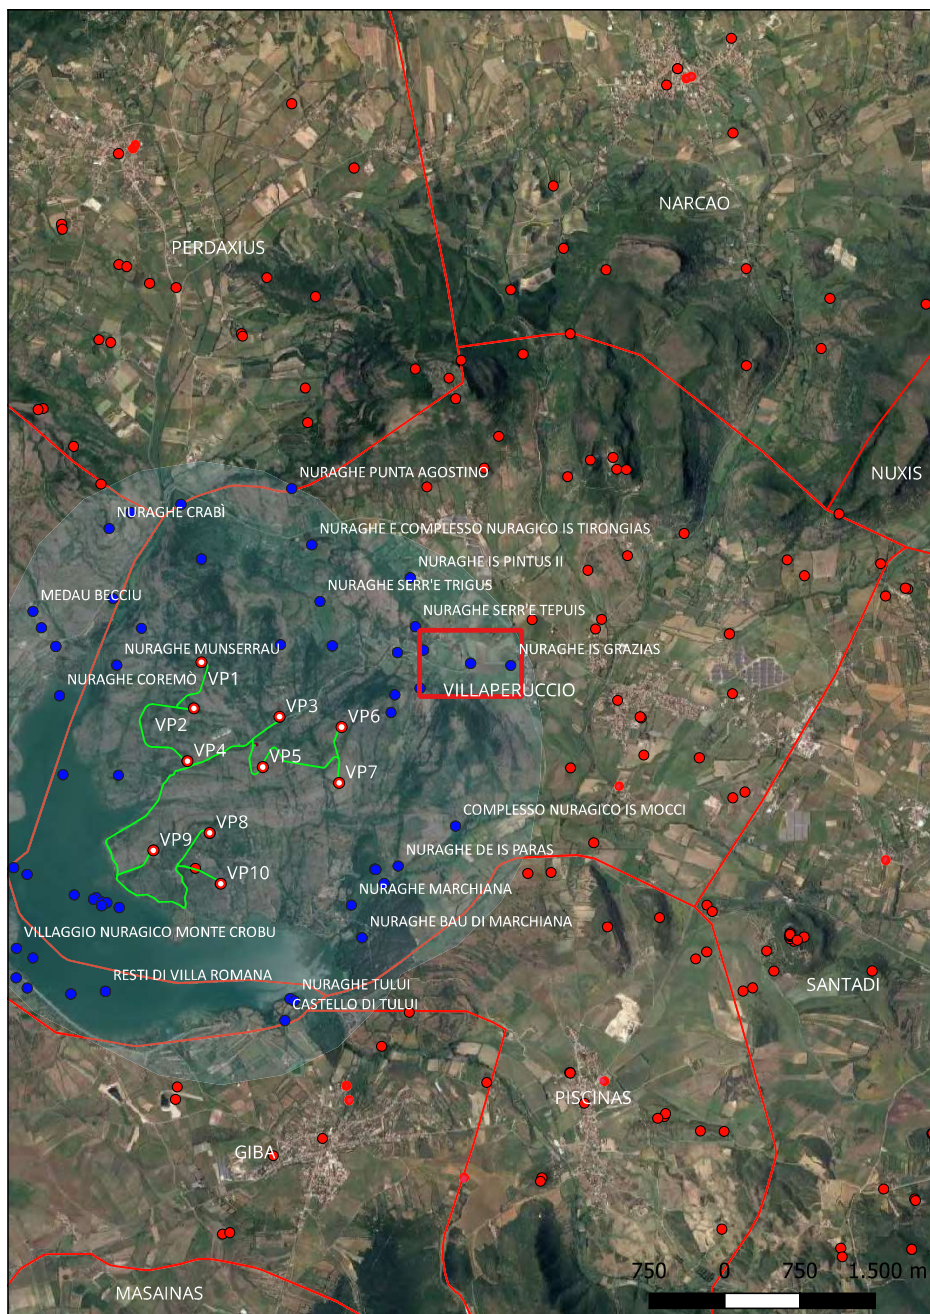 NARCAO
PERDAXIUS
NURAGHE PUNTA AGOSTINO
NUXIS
NURAGHE CRABÌ
NURAGHE E COMPLESSO NURAGICO IS TIRONGIAS
NURAGHE IS PINTUS II
NURAGHE SERR'E TRIGUS
MEDAU BECCIU
NURAGHE SERR'E TEPUIS
NURAGHE MUNSERRAU
NURAGHE IS GRAZIAS
NURAGHE COREMÒ
VP1
VILLAPERUCCIO
VP2
VP3
VP6
VP4
VP5
VP7
COMPLESSO NURAGICO IS MOCCI
VP8
VP9
NURAGHE DE IS PARAS
VP10
NURAGHE MARCHIANA
NURAGHE BAU DI MARCHIANA
VILLAGGIO NURAGICO MONTE CROBU
RESTI DI VILLA ROMANA
NURAGHE TULUI
SANTADI
CASTELLO DI TULUI
PISCINAS
GIBA
MASAINAS
750 0 750 1.500 m